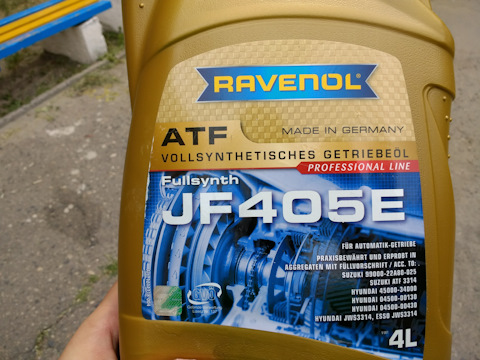 RAVENOL®
ATF
MADE IN GERMANY
VOLLSYNTHETISCHES GETRIEBEÖL
PROFESSIONAL LINE
Fullsynth
JF405E
FÜR AUTOMATIK-GETRIEBE
PRAXISBEWÄHRT UND ERPROBT IN
AGGREGATEN MIT FÜLLVORSCHRIFT / ACC. TO:
SUZUKI 99000-22A80-025
SUZUKI ATF 3314
HYUNDAI 45000-34000
HYUNDAI 04500-00130
HYUNDAI 04500-00430
HYUNDAI JWS3314, ESSO JWS3314
4L